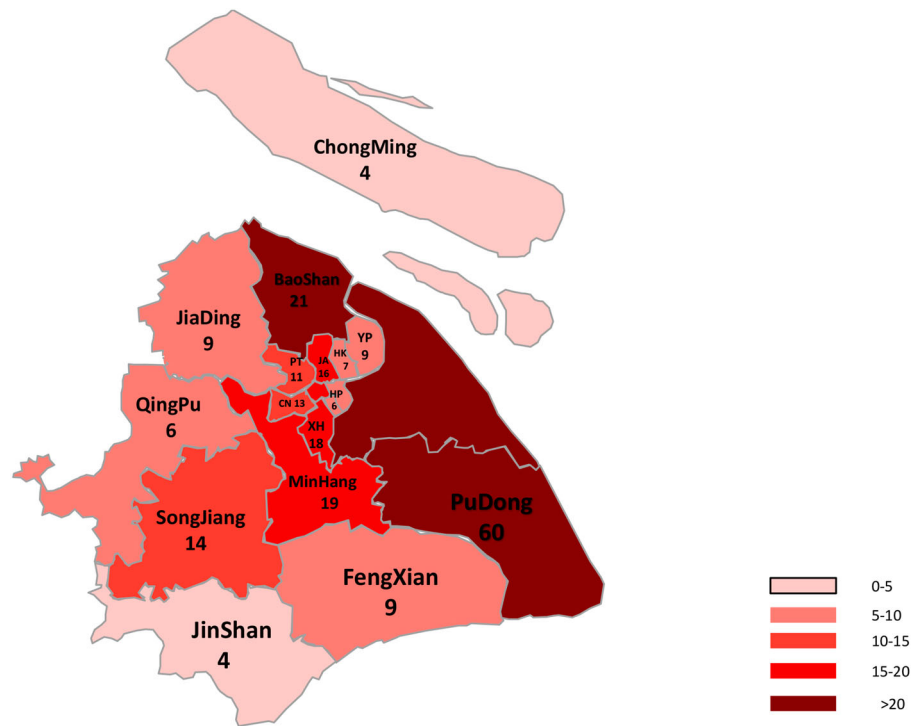 ChongMing
4
BaoShan
21
JiaDing
9
YP
9
HK
7
PT
11
JA
16
HP
6
CN 13
QingPu
6
XH
18
MinHang
19
PuDong
60
SongJiang
14
FengXian
9
JinShan
4
0-5
5-10
10-15
15-20
>20